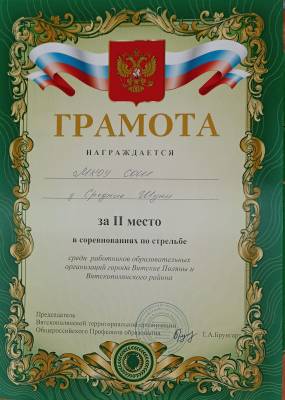 ГРАМОТА
НАГРАЖДАЕТСЯ
МКОУ СОШ
д Средние Шуни
за II место
в соревнованиях по стрельбе
среди работников образовательных
организаций города Вятские Поляны и
Вятскополянского района
Председатель
Вятскополянской территориальной организации
Общероссийского Профсоюза образования